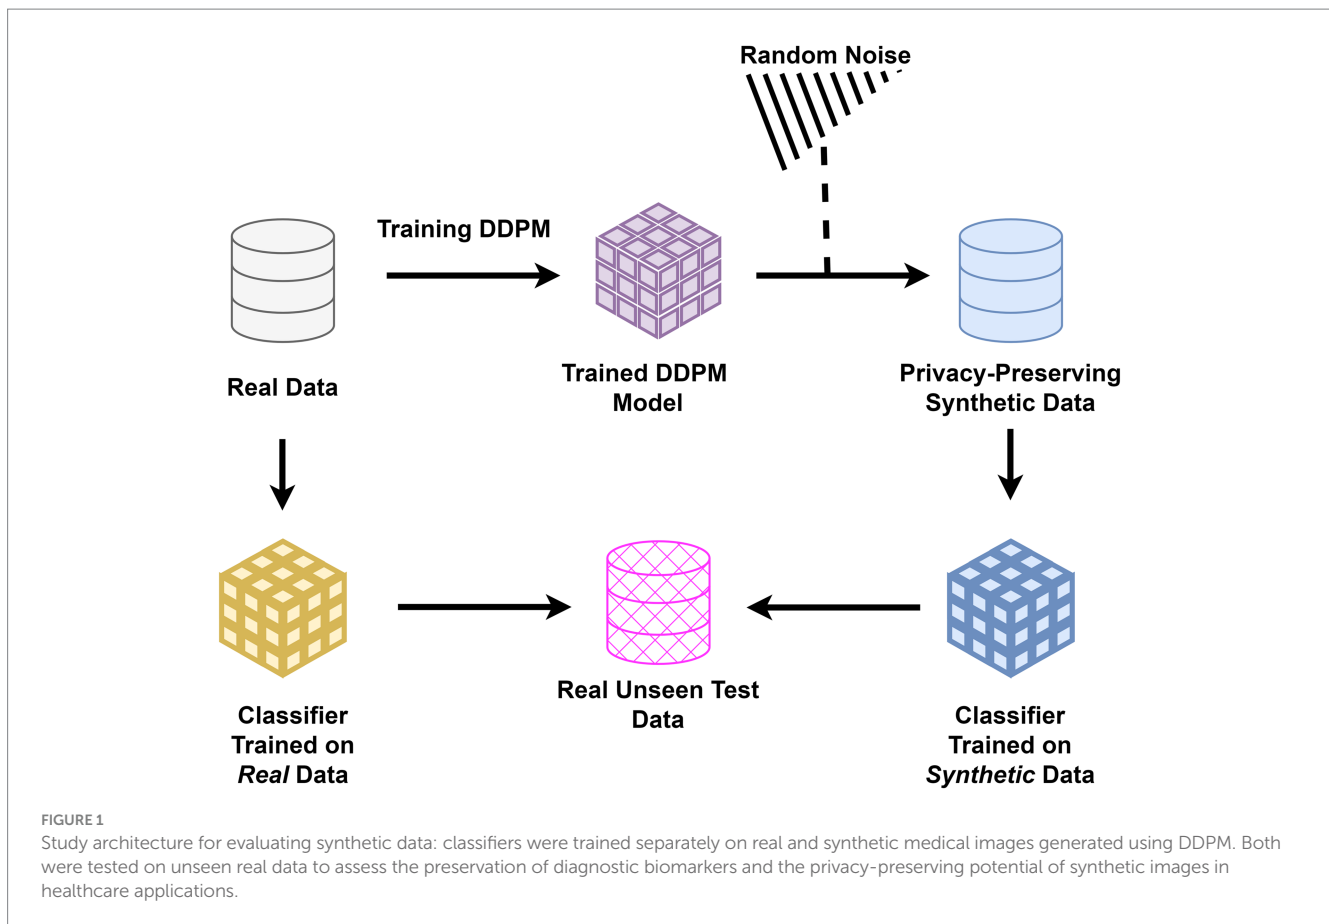 Random Noise
Training DDPM
Real Data
Trained DDPM
Model
Privacy-Preserving
Synthetic Data
Classifier
Trained on
Real Data
Real Unseen Test
Data
Classifier
Trained on
Synthetic Data
FIGURE 1
Study architecture for evaluating synthetic data: classifiers were trained separately on real and synthetic medical images generated using DDPM. Both
were tested on unseen real data to assess the preservation of diagnostic biomarkers and the privacy-preserving potential of synthetic images in
healthcare applications.